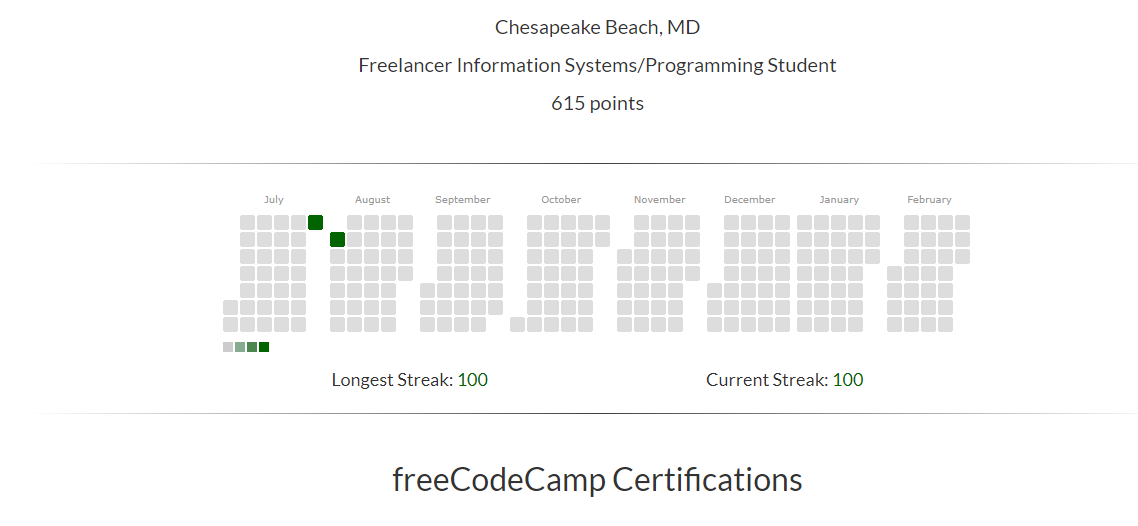 Chesapeake Beach, MD
Freelancer Information Systems/Programming Student
615 points
July August September October November December January February
Longest Streak: 100 Current Streak: 100
freeCodeCamp Certifications